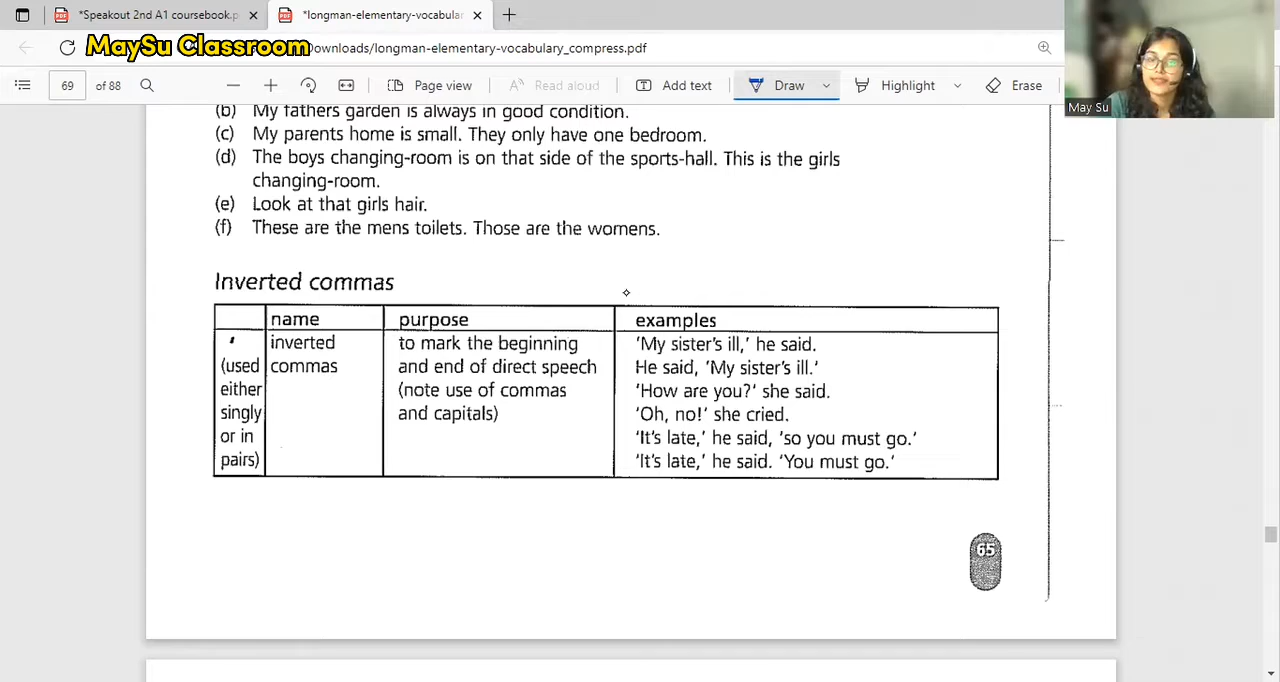 *Speakout 2nd A1 coursebook.p
*longman-elementary-vocabular
MaySu Classroom
Downloads/longman-elementary-vocabulary_compress.pdf
69 of 88
Page view
Read aloud
Add text
Draw
Highlight
Erase
May Su
(b) My fathers garden is always in good condition.
(c) My parents home is small. They only have one bedroom.
(d) The boys changing-room is on that side of the sports-hall. This is the girls
changing-room.
(e) Look at that girls hair.
(f) These are the mens toilets. Those are the womens.
Inverted commas
name purpose examples
' (used either singly or in pairs)
inverted commas
to mark the beginning
and end of direct speech
(note use of commas
and capitals)
'My sister's ill,' he said.
He said, 'My sister's ill.'
'How are you?' she said.
'Oh, no!' she cried.
'It's late,' he said, 'so you must go.'
'It's late,' he said. 'You must go.'
65